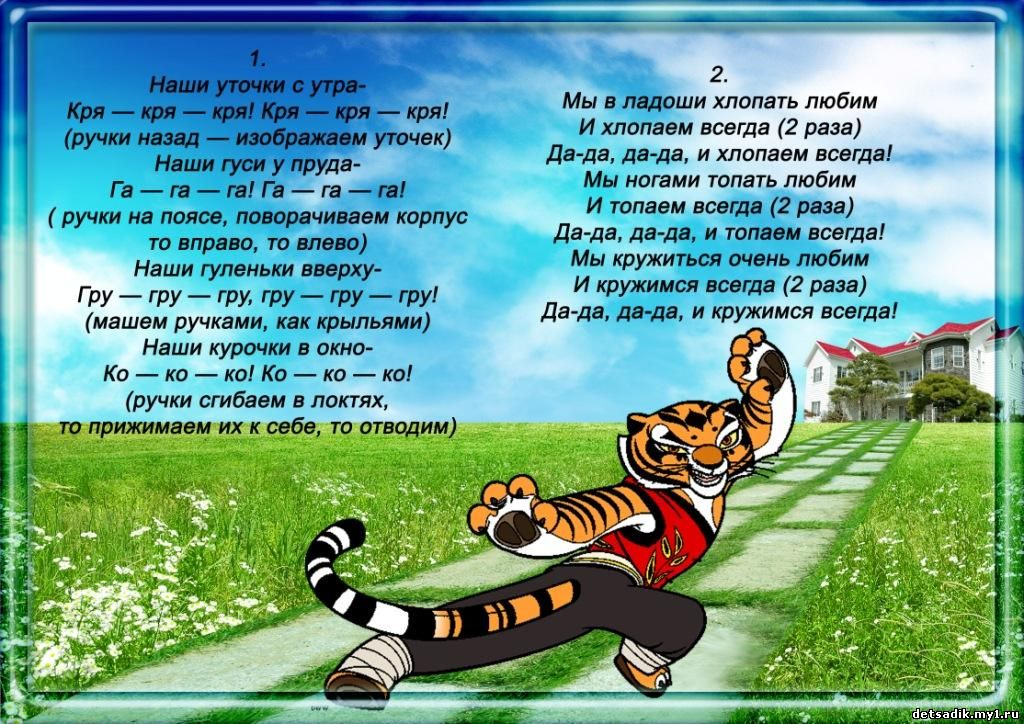 1.
Наши уточки с утра-
Кря — кря — кря! Кря — кря — кря!
(ручки назад — изображаем уточек)
Наши гуси у пруда-
Га — га — га! Га — га — га!
( ручки на поясе, поворачиваем корпус
то вправо, то влево)
Наши гуленьки вверху-
Гру — гру — гру, гру — гру — гру!
(машем ручками, как крыльями)
Наши курочки в окно-
Ко — ко — ко! Ко — ко — ко!
(ручки сгибаем в локтях,
то прижимаем их к себе, то отводим)
2.
Мы в ладоши хлопать любим
И хлопаем всегда (2 раза)
Да-да, да-да, и хлопаем всегда!
Мы ногами топать любим
И топаем всегда (2 раза)
Да-да, да-да, и топаем всегда!
Мы кружиться очень любим
И кружимся всегда (2 раза)
Да-да, да-да, и кружимся всегда!
detsadik.my1.ru